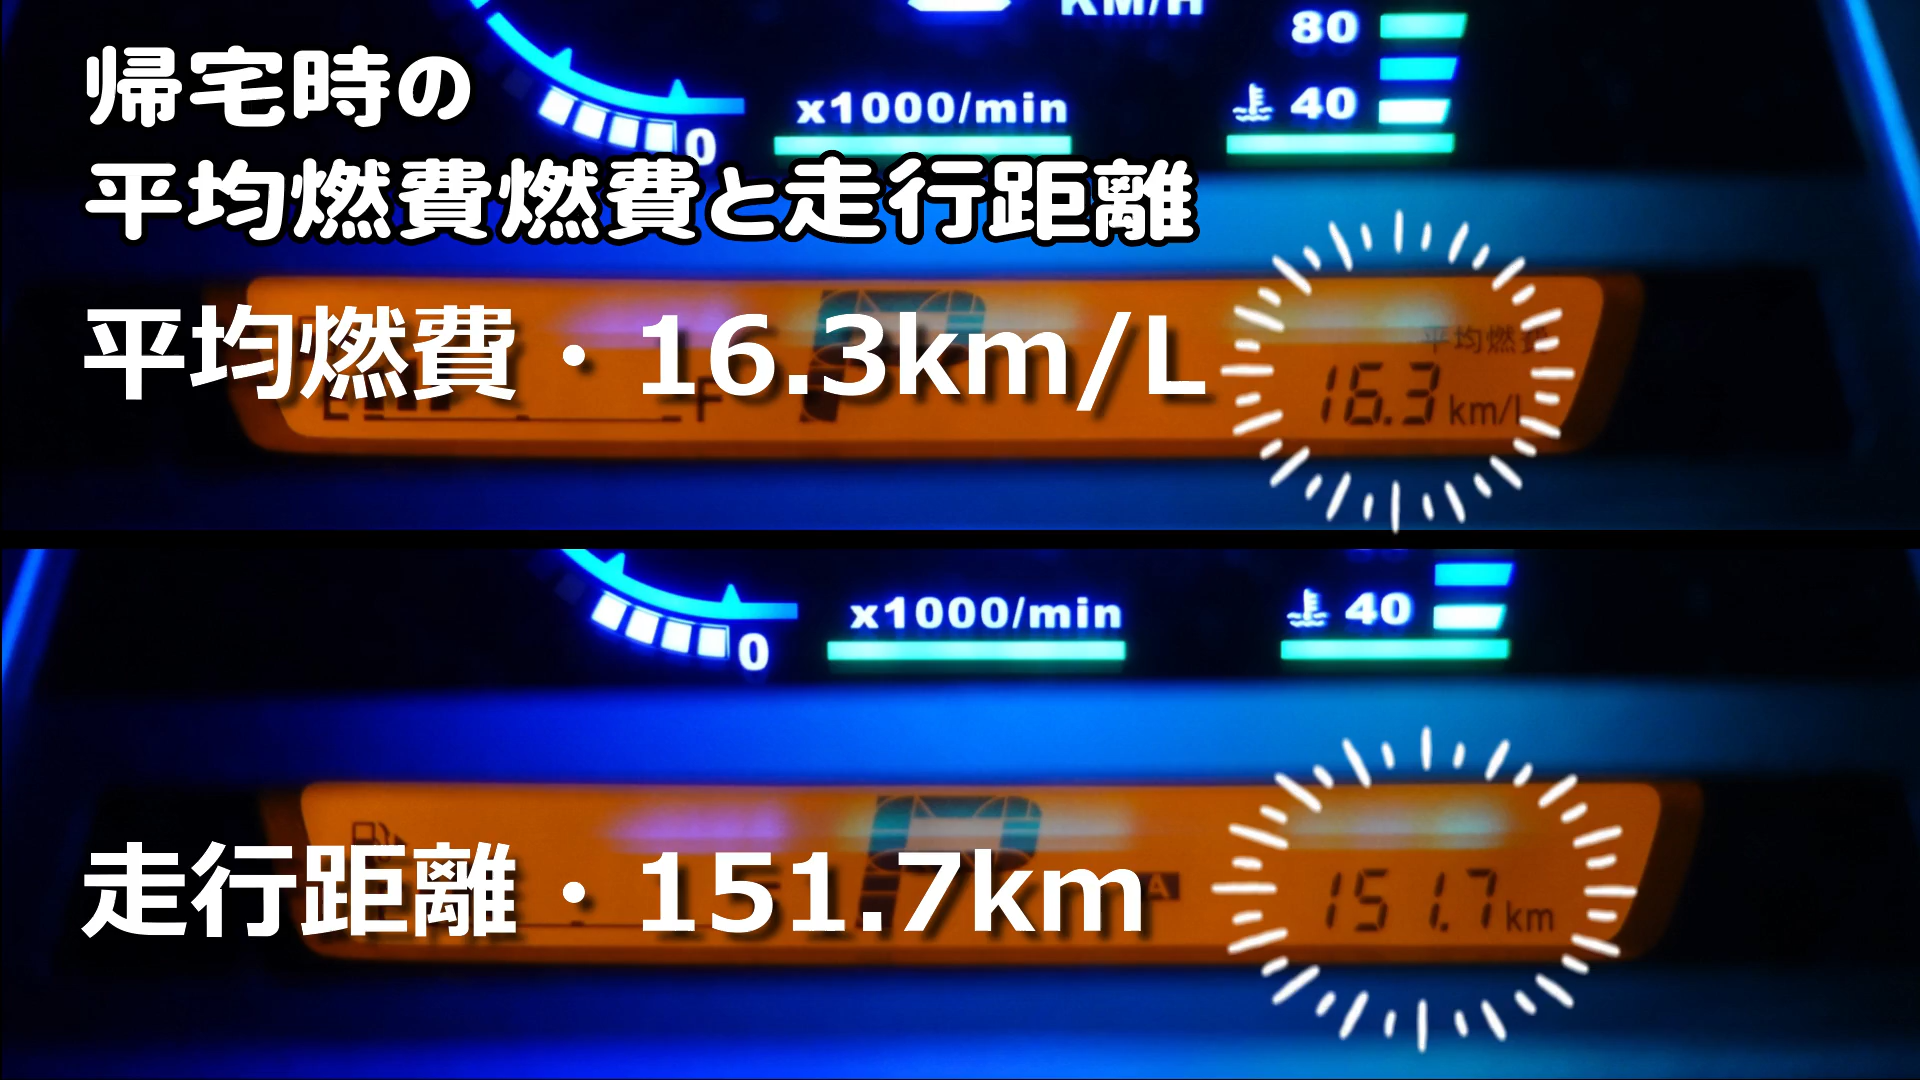 KM/H
80
帰宅時の
x1000/min
40
0
平均燃費燃費と走行距離
平均燃費・16.3km/L
平均燃費
16.3 km/L
E
F
P
x1000/min
40
0
走行距離・151.7km
P
A
151.7 km